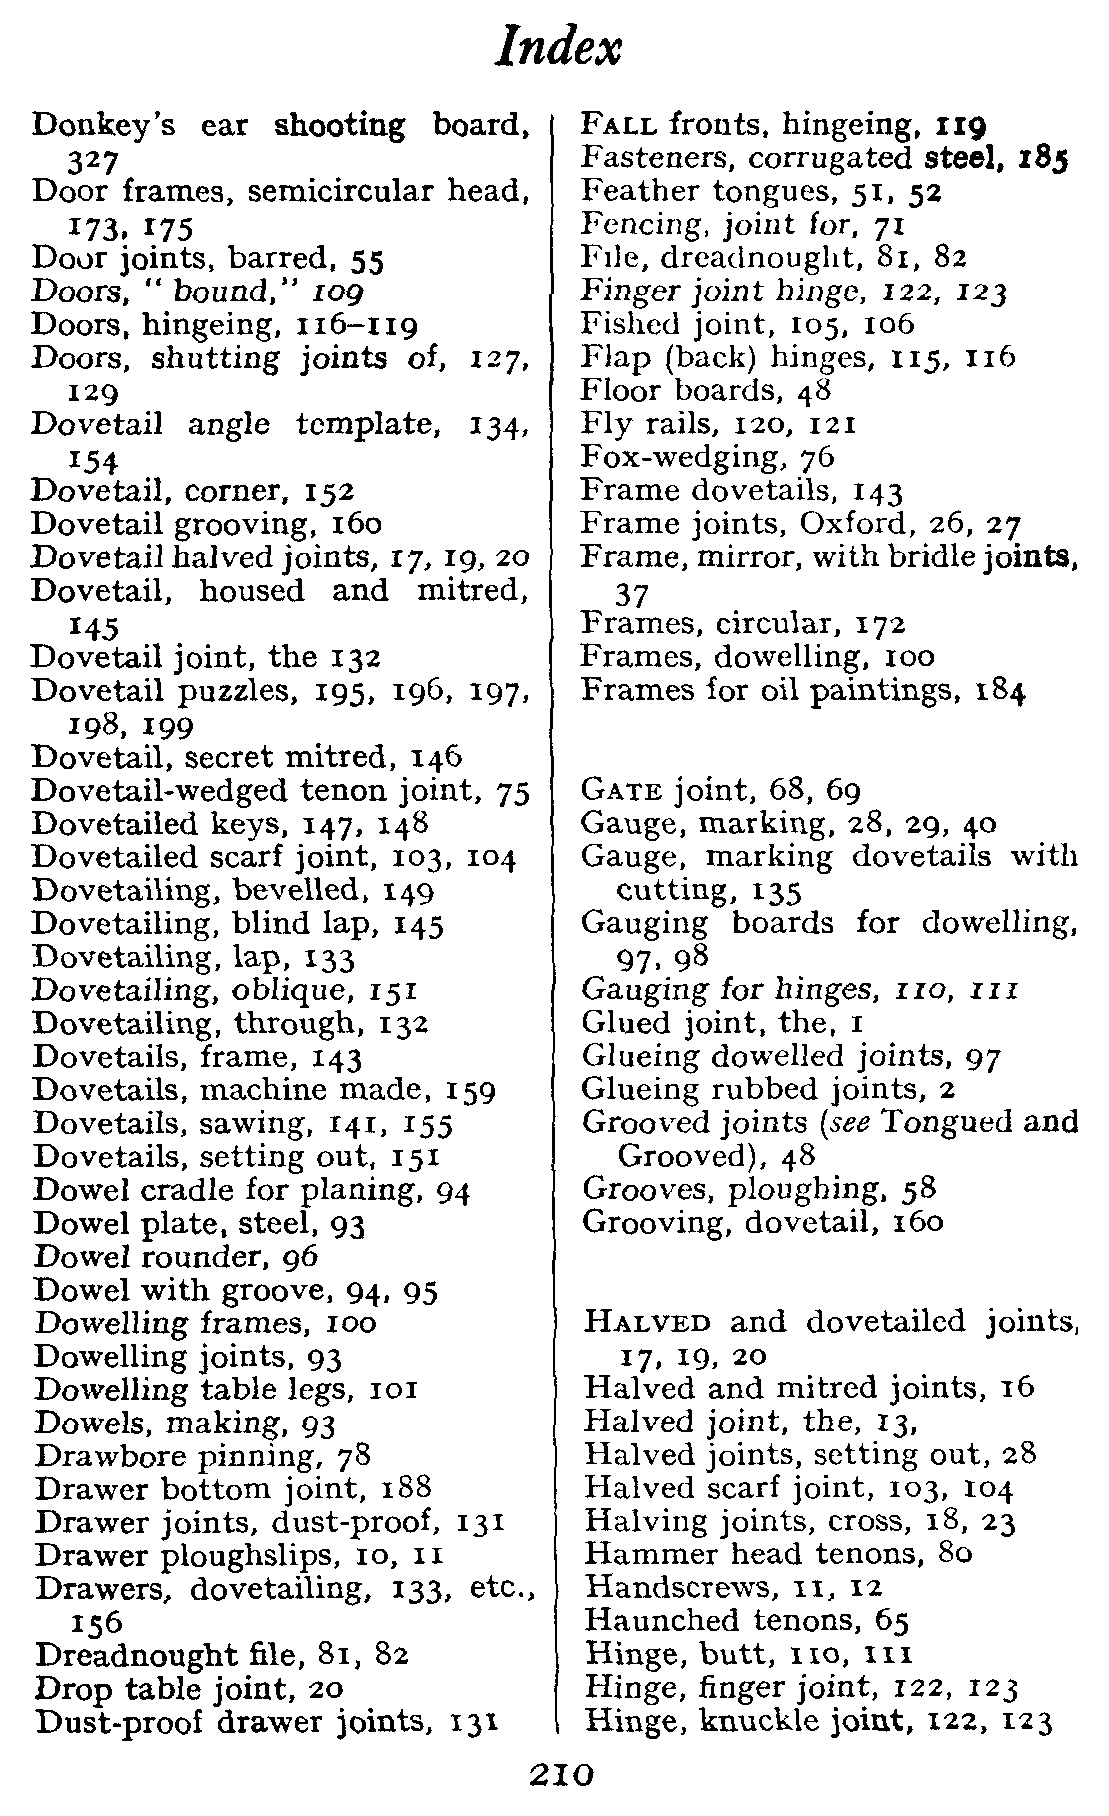 Index
Donkey's ear shooting board,
327
Door frames, semicircular head,
173, 175
Door joints, barred, 55
Doors, " bound," 109
Doors, hingeing, 116–119
Doors, shutting joints of, 127,
129
Dovetail angle template, 134,
154
Dovetail, corner, 152
Dovetail grooving, 160
Dovetail halved joints, 17, 19, 20
Dovetail, housed and mitred,
145
Dovetail joint, the 132
Dovetail puzzles, 195, 196, 197,
198, 199
Dovetail, secret mitred, 146
Dovetail-wedged tenon joint, 75
Dovetailed keys, 147, 148
Dovetailed scarf joint, 103, 104
Dovetailing, bevelled, 149
Dovetailing, blind lap, 145
Dovetailing, lap, 133
Dovetailing, oblique, 151
Dovetailing, through, 132
Dovetails, frame, 143
Dovetails, machine made, 159
Dovetails, sawing, 141, 155
Dovetails, setting out, 151
Dowel cradle for planing, 94
Dowel plate, steel, 93
Dowel rounder, 96
Dowel with groove, 94, 95
Dowelling frames, 100
Dowelling joints, 93
Dowelling table legs, 101
Dowels, making, 93
Drawbore pinning, 78
Drawer bottom joint, 188
Drawer joints, dust-proof, 131
Drawer ploughslips, 10, 11
Drawers, dovetailing, 133, etc.,
156
Dreadnought file, 81, 82
Drop table joint, 20
Dust-proof drawer joints, 131
FALL fronts, hingeing, 119
Fasteners, corrugated steel, 185
Feather tongues, 51, 52
Fencing, joint for, 71
File, dreadnought, 81, 82
Finger joint hinge, 122, 123
Fished joint, 105, 106
Flap (back) hinges, 115, 116
Floor boards, 48
Fly rails, 120, 121
Fox-wedging, 76
Frame dovetails, 143
Frame joints, Oxford, 26, 27
Frame, mirror, with bridle joints,
37
Frames, circular, 172
Frames, dowelling, 100
Frames for oil paintings, 184
GATE joint, 68, 69
Gauge, marking, 28, 29, 40
Gauge, marking dovetails with
cutting, 135
Gauging boards for dowelling,
97, 98
Gauging for hinges, 110, 111
Glued joint, the, 1
Glueing dowelled joints, 97
Glueing rubbed joints, 2
Grooved joints (see Tongued and
Grooved), 48
Grooves, ploughing, 58
Grooving, dovetail, 160
HALVED and dovetailed joints,
17, 19, 20
Halved and mitred joints, 16
Halved joint, the, 13,
Halved joints, setting out, 28
Halved scarf joint, 103, 104
Halving joints, cross, 18, 23
Hammer head tenons, 80
Handscrews, 11, 12
Haunched tenons, 65
Hinge, butt, 110, 111
Hinge, finger joint, 122, 123
Hinge, knuckle joint, 122, 123
210